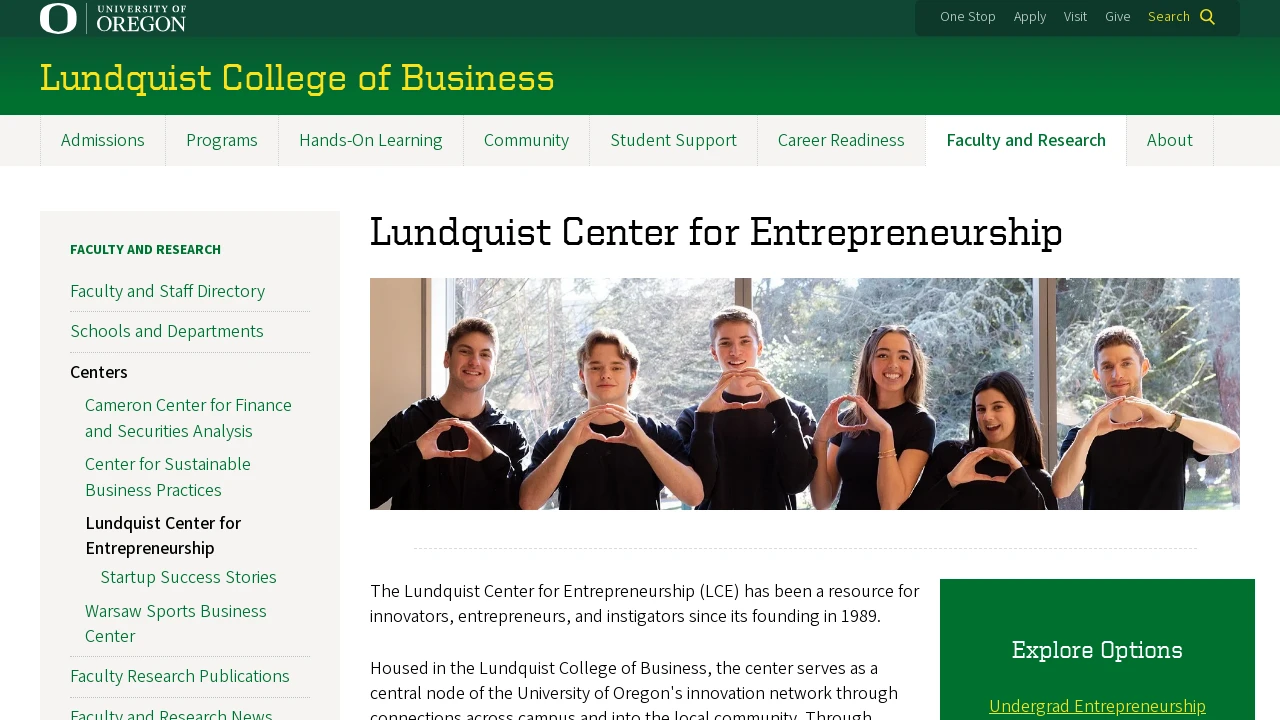 UNIVERSITY OF
OREGON
One Stop
Apply
Visit
Give
Search
Lundquist College of Business
Admissions
Programs
Hands-On Learning
Community
Student Support
Career Readiness
Faculty and Research
About
FACULTY AND RESEARCH
Faculty and Staff Directory
Schools and Departments
Centers
Cameron Center for Finance
and Securities Analysis
Center for Sustainable
Business Practices
Lundquist Center for
Entrepreneurship
Startup Success Stories
Warsaw Sports Business
Center
Faculty Research Publications
Faculty and Research News
Lundquist Center for Entrepreneurship
The Lundquist Center for Entrepreneurship (LCE) has been a resource for
innovators, entrepreneurs, and instigators since its founding in 1989.
Housed in the Lundquist College of Business, the center serves as a
central node of the University of Oregon's innovation network through
connections across campus and into the local community. Through
Explore Options
Undergrad Entrepreneurship